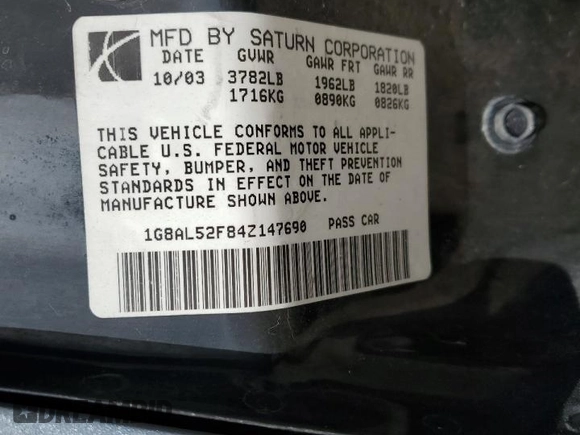 MFD BY SATURN CORPORATION
DATE GVWR GAWR FRT GAWR RR
10/03 3782LB 1962LB 1820LB
1716KG 0890KG 0826KG
THIS VEHICLE CONFORMS TO ALL APPLI-
CABLE U.S. FEDERAL MOTOR VEHICLE
SAFETY, BUMPER, AND THEFT PREVENTION
STANDARDS IN EFFECT ON THE DATE OF
MANUFACTURE SHOWN ABOVE.
1G8AL52F84Z147690 PASS CAR
DREAMBID